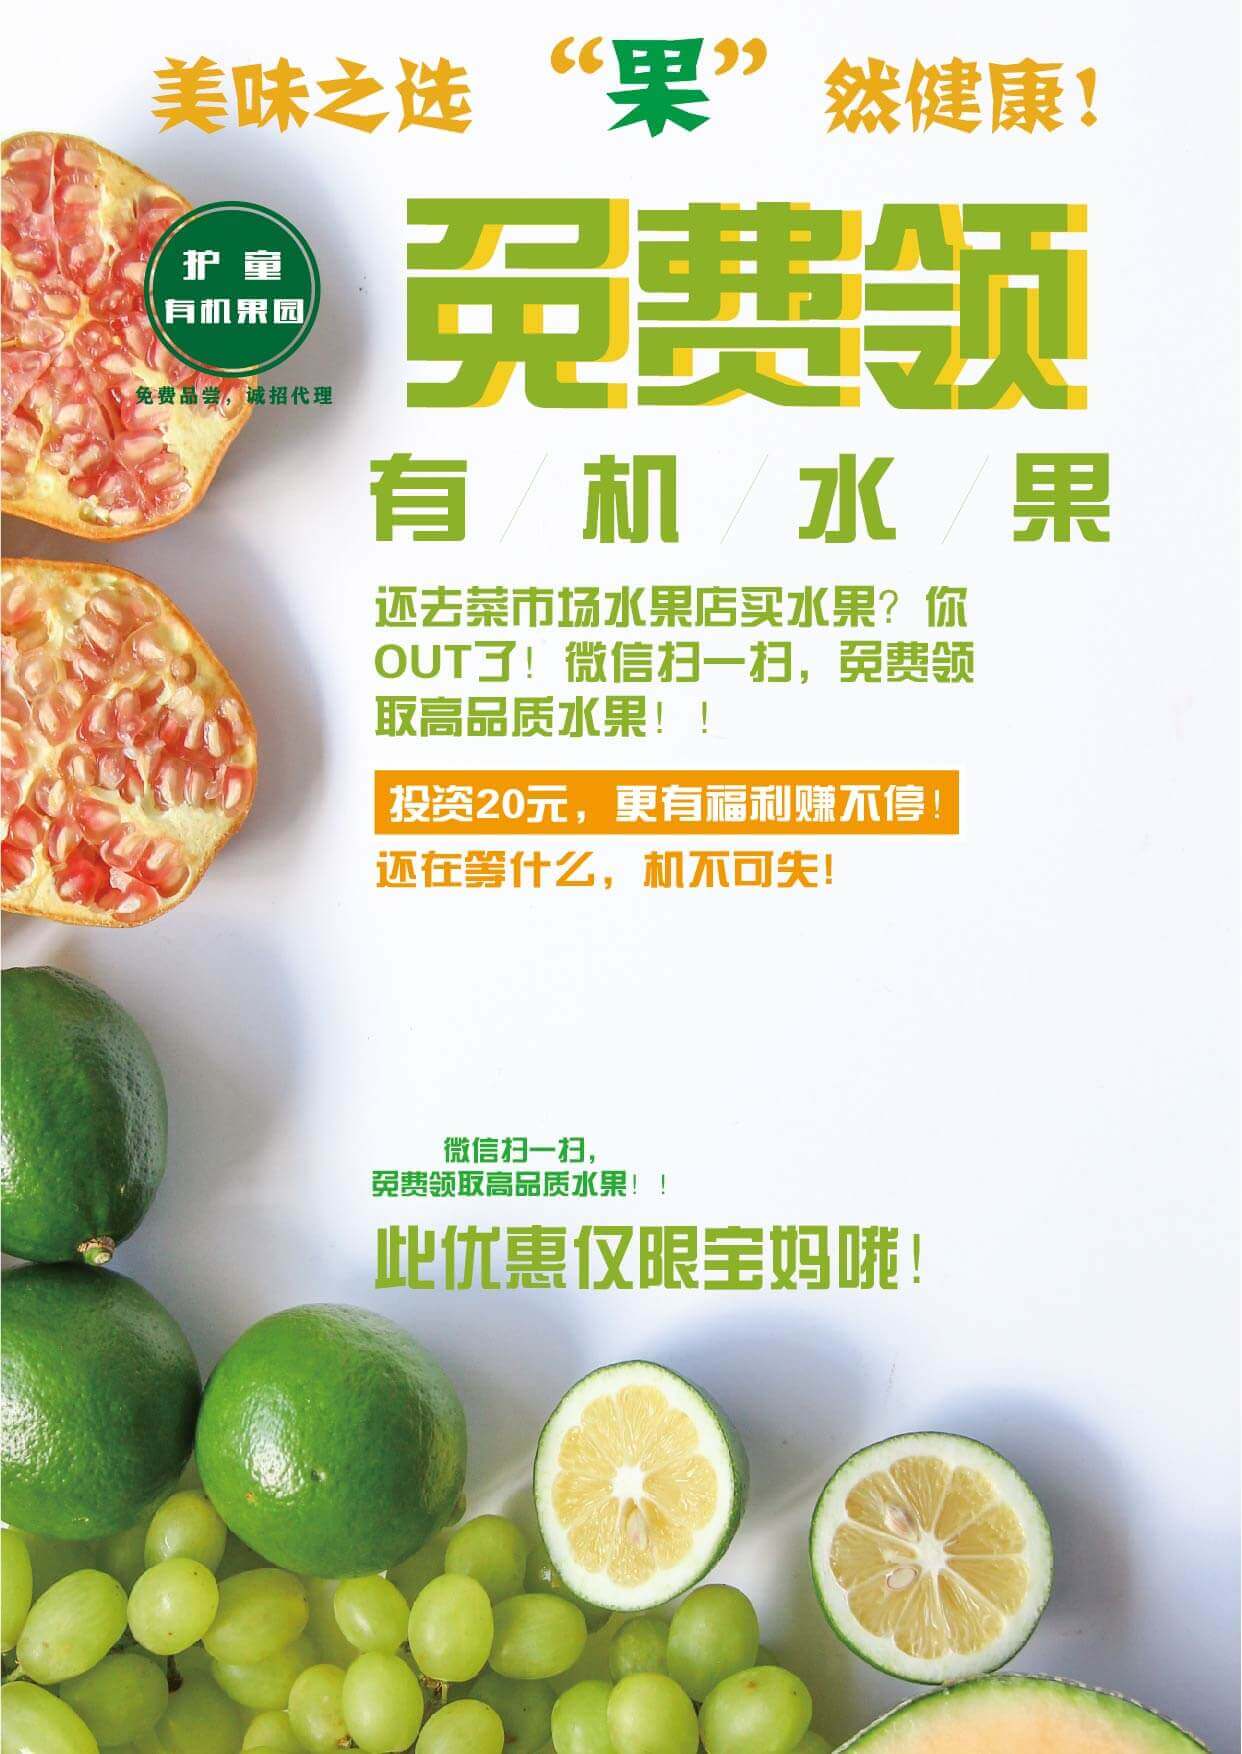 美味之选 “果” 然健康！
护童
有机果园
免费品尝，诚招代理
免费领
有/机/水/果
还去菜市场水果店买水果？你
OUT了！微信扫一扫，免费领
取高品质水果！！
投资20元，更有福利赚不停！
还在等什么，机不可失！
微信扫一扫，
免费领取高品质水果！！
此优惠仅限宝妈哦！